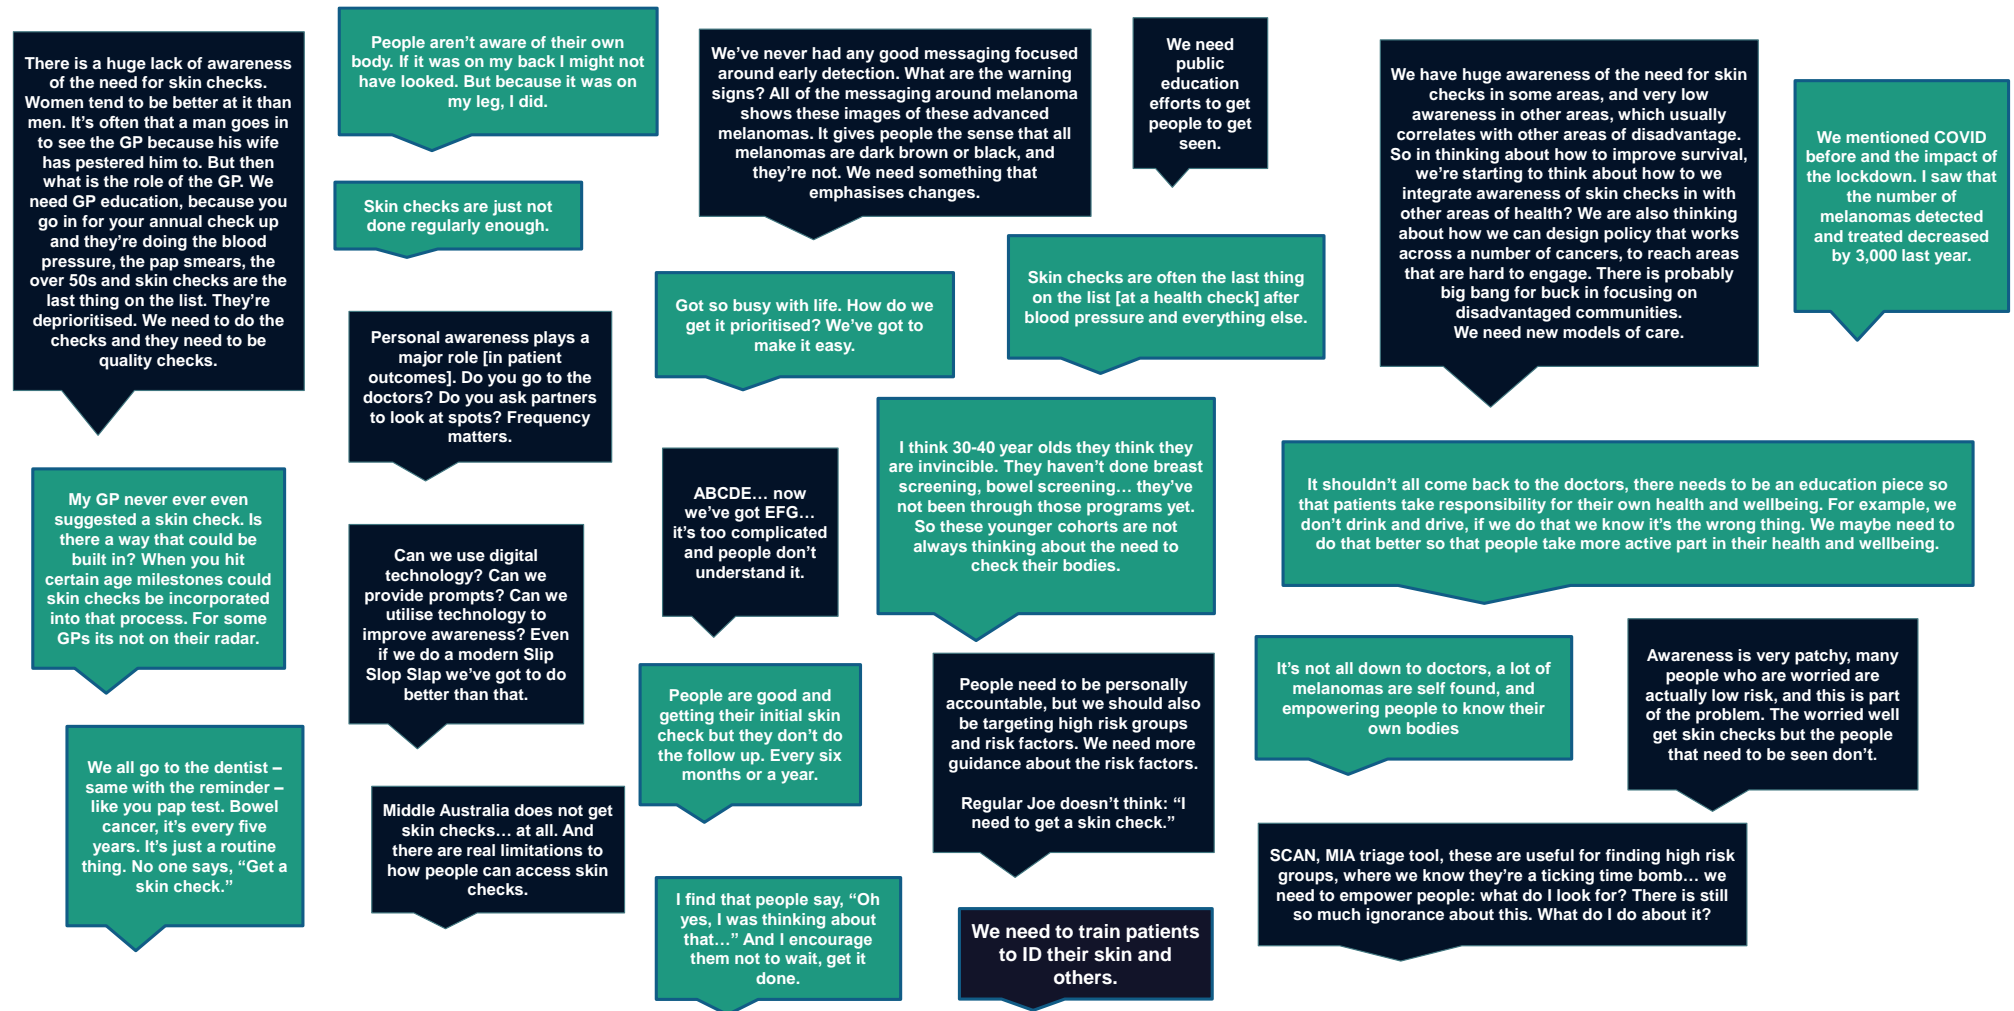 There is a huge lack of awareness
of the need for skin checks.
Women tend to be better at it than
men. It’s often that a man goes in
to see the GP because his wife
has pestered him to. But then
what is the role of the GP. We
need GP education, because you
go in for your annual check up
and they’re doing the blood
pressure, the pap smears, the
over 50s and skin checks are the
last thing on the list. They’re
deprioritised. We need to do the
checks and they need to be
quality checks.
My GP never ever even
suggested a skin check. Is
there a way that could be
built in? When you hit
certain age milestones could
skin checks be incorporated
into that process. For some
GPs its not on their radar.
We all go to the dentist –
same with the reminder –
like you pap test. Bowel
cancer, it’s every five
years. It’s just a routine
thing. No one says, “Get a
skin check.”
People aren’t aware of their own
body. If it was on my back I might not
have looked. But because it was on
my leg, I did.
Skin checks are just not
done regularly enough.
Personal awareness plays a
major role [in patient
outcomes]. Do you go to the
doctors? Do you ask partners
to look at spots? Frequency
matters.
Can we use digital
technology? Can we
provide prompts? Can we
utilise technology to
improve awareness? Even
if we do a modern Slip
Slop Slap we’ve got to do
better than that.
Middle Australia does not get
skin checks… at all. And
there are real limitations to
how people can access skin
checks.
We’ve never had any good messaging focused
around early detection. What are the warning
signs? All of the messaging around melanoma
shows these images of these advanced
melanomas. It gives people the sense that all
melanomas are dark brown or black, and
they’re not. We need something that
emphasises changes.
Got so busy with life. How do we
get it prioritised? We’ve got to
make it easy.
ABCDE… now
we’ve got EFG…
it’s too complicated
and people don’t
understand it.
People are good and
getting their initial skin
check but they don’t do
the follow up. Every six
months or a year.
I find that people say, “Oh
yes, I was thinking about
that…” And I encourage
them not to wait, get it
done.
We need
public
education
efforts to get
people to get
seen.
Skin checks are often the last thing
on the list [at a health check] after
blood pressure and everything else.
I think 30-40 year olds they think they
are invincible. They haven’t done breast
screening, bowel screening… they’ve
not been through those programs yet.
So these younger cohorts are not
always thinking about the need to
check their bodies.
People need to be personally
accountable, but we should also
be targeting high risk groups
and risk factors. We need more
guidance about the risk factors.
Regular Joe doesn’t think: “I
need to get a skin check.”
We need to train patients
to ID their skin and
others.
We have huge awareness of the need for skin
checks in some areas, and very low
awareness in other areas, which usually
correlates with other areas of disadvantage.
So in thinking about how to improve survival,
we’re starting to think about how to we
integrate awareness of skin checks in with
other areas of health? We are also thinking
about how we can design policy that works
across a number of cancers, to reach areas
that are hard to engage. There is probably
big bang for buck in focusing on
disadvantaged communities.
We need new models of care.
We mentioned COVID
before and the impact of
the lockdown. I saw that
the number of
melanomas detected
and treated decreased
by 3,000 last year.
It shouldn’t all come back to the doctors, there needs to be an education piece so
that patients take responsibility for their own health and wellbeing. For example, we
don’t drink and drive, if we do that we know it’s the wrong thing. We maybe need to
do that better so that people take more active part in their health and wellbeing.
It’s not all down to doctors, a lot of
melanomas are self found, and
empowering people to know their
own bodies
Awareness is very patchy, many
people who are worried are
actually low risk, and this is part
of the problem. The worried well
get skin checks but the people
that need to be seen don’t.
SCAN, MIA triage tool, these are useful for finding high risk
groups, where we know they’re a ticking time bomb… we
need to empower people: what do I look for? There is still
so much ignorance about this. What do I do about it?